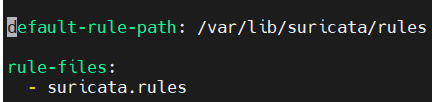 default-rule-path: /var/lib/suricata/rules
rule-files:
  - suricata.rules